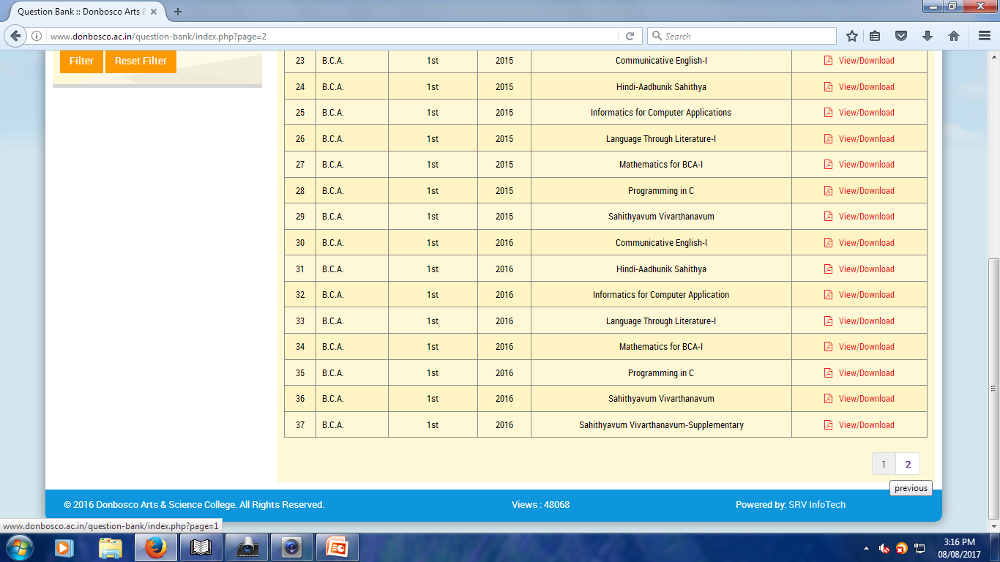 Question Bank :: Donbosco Arts &
www.donbosco.ac.in/question-bank/index.php?page=2
Search
Filter
Reset Filter
23 B.C.A. 1st 2015 Communicative English-I View/Download
24 B.C.A. 1st 2015 Hindi-Aadhunik Sahithya View/Download
25 B.C.A. 1st 2015 Informatics for Computer Applications View/Download
26 B.C.A. 1st 2015 Language Through Literature-I View/Download
27 B.C.A. 1st 2015 Mathematics for BCA-I View/Download
28 B.C.A. 1st 2015 Programming in C View/Download
29 B.C.A. 1st 2015 Sahithyavum Vivarthanavum View/Download
30 B.C.A. 1st 2016 Communicative English-I View/Download
31 B.C.A. 1st 2016 Hindi-Aadhunik Sahithya View/Download
32 B.C.A. 1st 2016 Informatics for Computer Application View/Download
33 B.C.A. 1st 2016 Language Through Literature-I View/Download
34 B.C.A. 1st 2016 Mathematics for BCA-I View/Download
35 B.C.A. 1st 2016 Programming in C View/Download
36 B.C.A. 1st 2016 Sahithyavum Vivarthanavum View/Download
37 B.C.A. 1st 2016 Sahithyavum Vivarthanavum-Supplementary View/Download
1 2
previous
© 2016 Donbosco Arts & Science College. All Rights Reserved. Views : 48068 Powered by: SRV InfoTech
www.donbosco.ac.in/question-bank/index.php?page=1
3:16 PM
08/08/2017